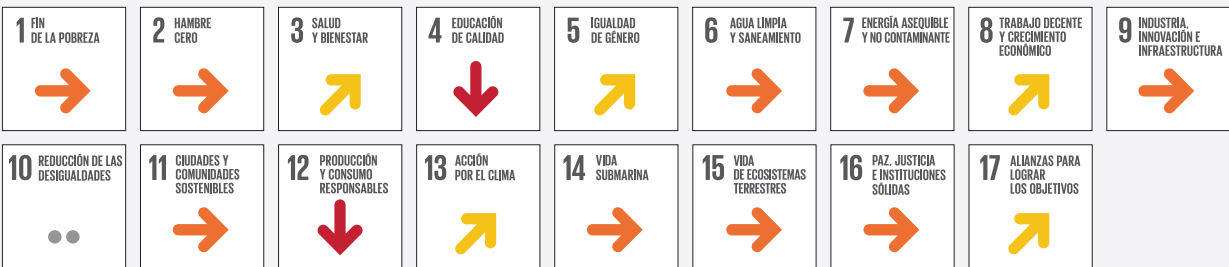 1 FIN
DE LA POBREZA
2 HAMBRE
CERO
3 SALUD
Y BIENESTAR
4 EDUCACIÓN
DE CALIDAD
5 IGUALDAD
DE GÉNERO
6 AGUA LIMPIA
Y SANEAMIENTO
7 ENERGÍA ASEQUIBLE
Y NO CONTAMINANTE
8 TRABAJO DECENTE
Y CRECIMIENTO
ECONÓMICO
9 INDUSTRIA,
INNOVACIÓN E
INFRAESTRUCTURA
10 REDUCCIÓN DE LAS
DESIGUALDADES
11 CIUDADES Y
COMUNIDADES
SOSTENIBLES
12 PRODUCCIÓN
Y CONSUMO
RESPONSABLES
13 ACCIÓN
POR EL CLIMA
14 VIDA
SUBMARINA
15 VIDA
DE ECOSISTEMAS
TERRESTRES
16 PAZ, JUSTICIA
E INSTITUCIONES
SÓLIDAS
17 ALIANZAS PARA
LOGRAR
LOS OBJETIVOS